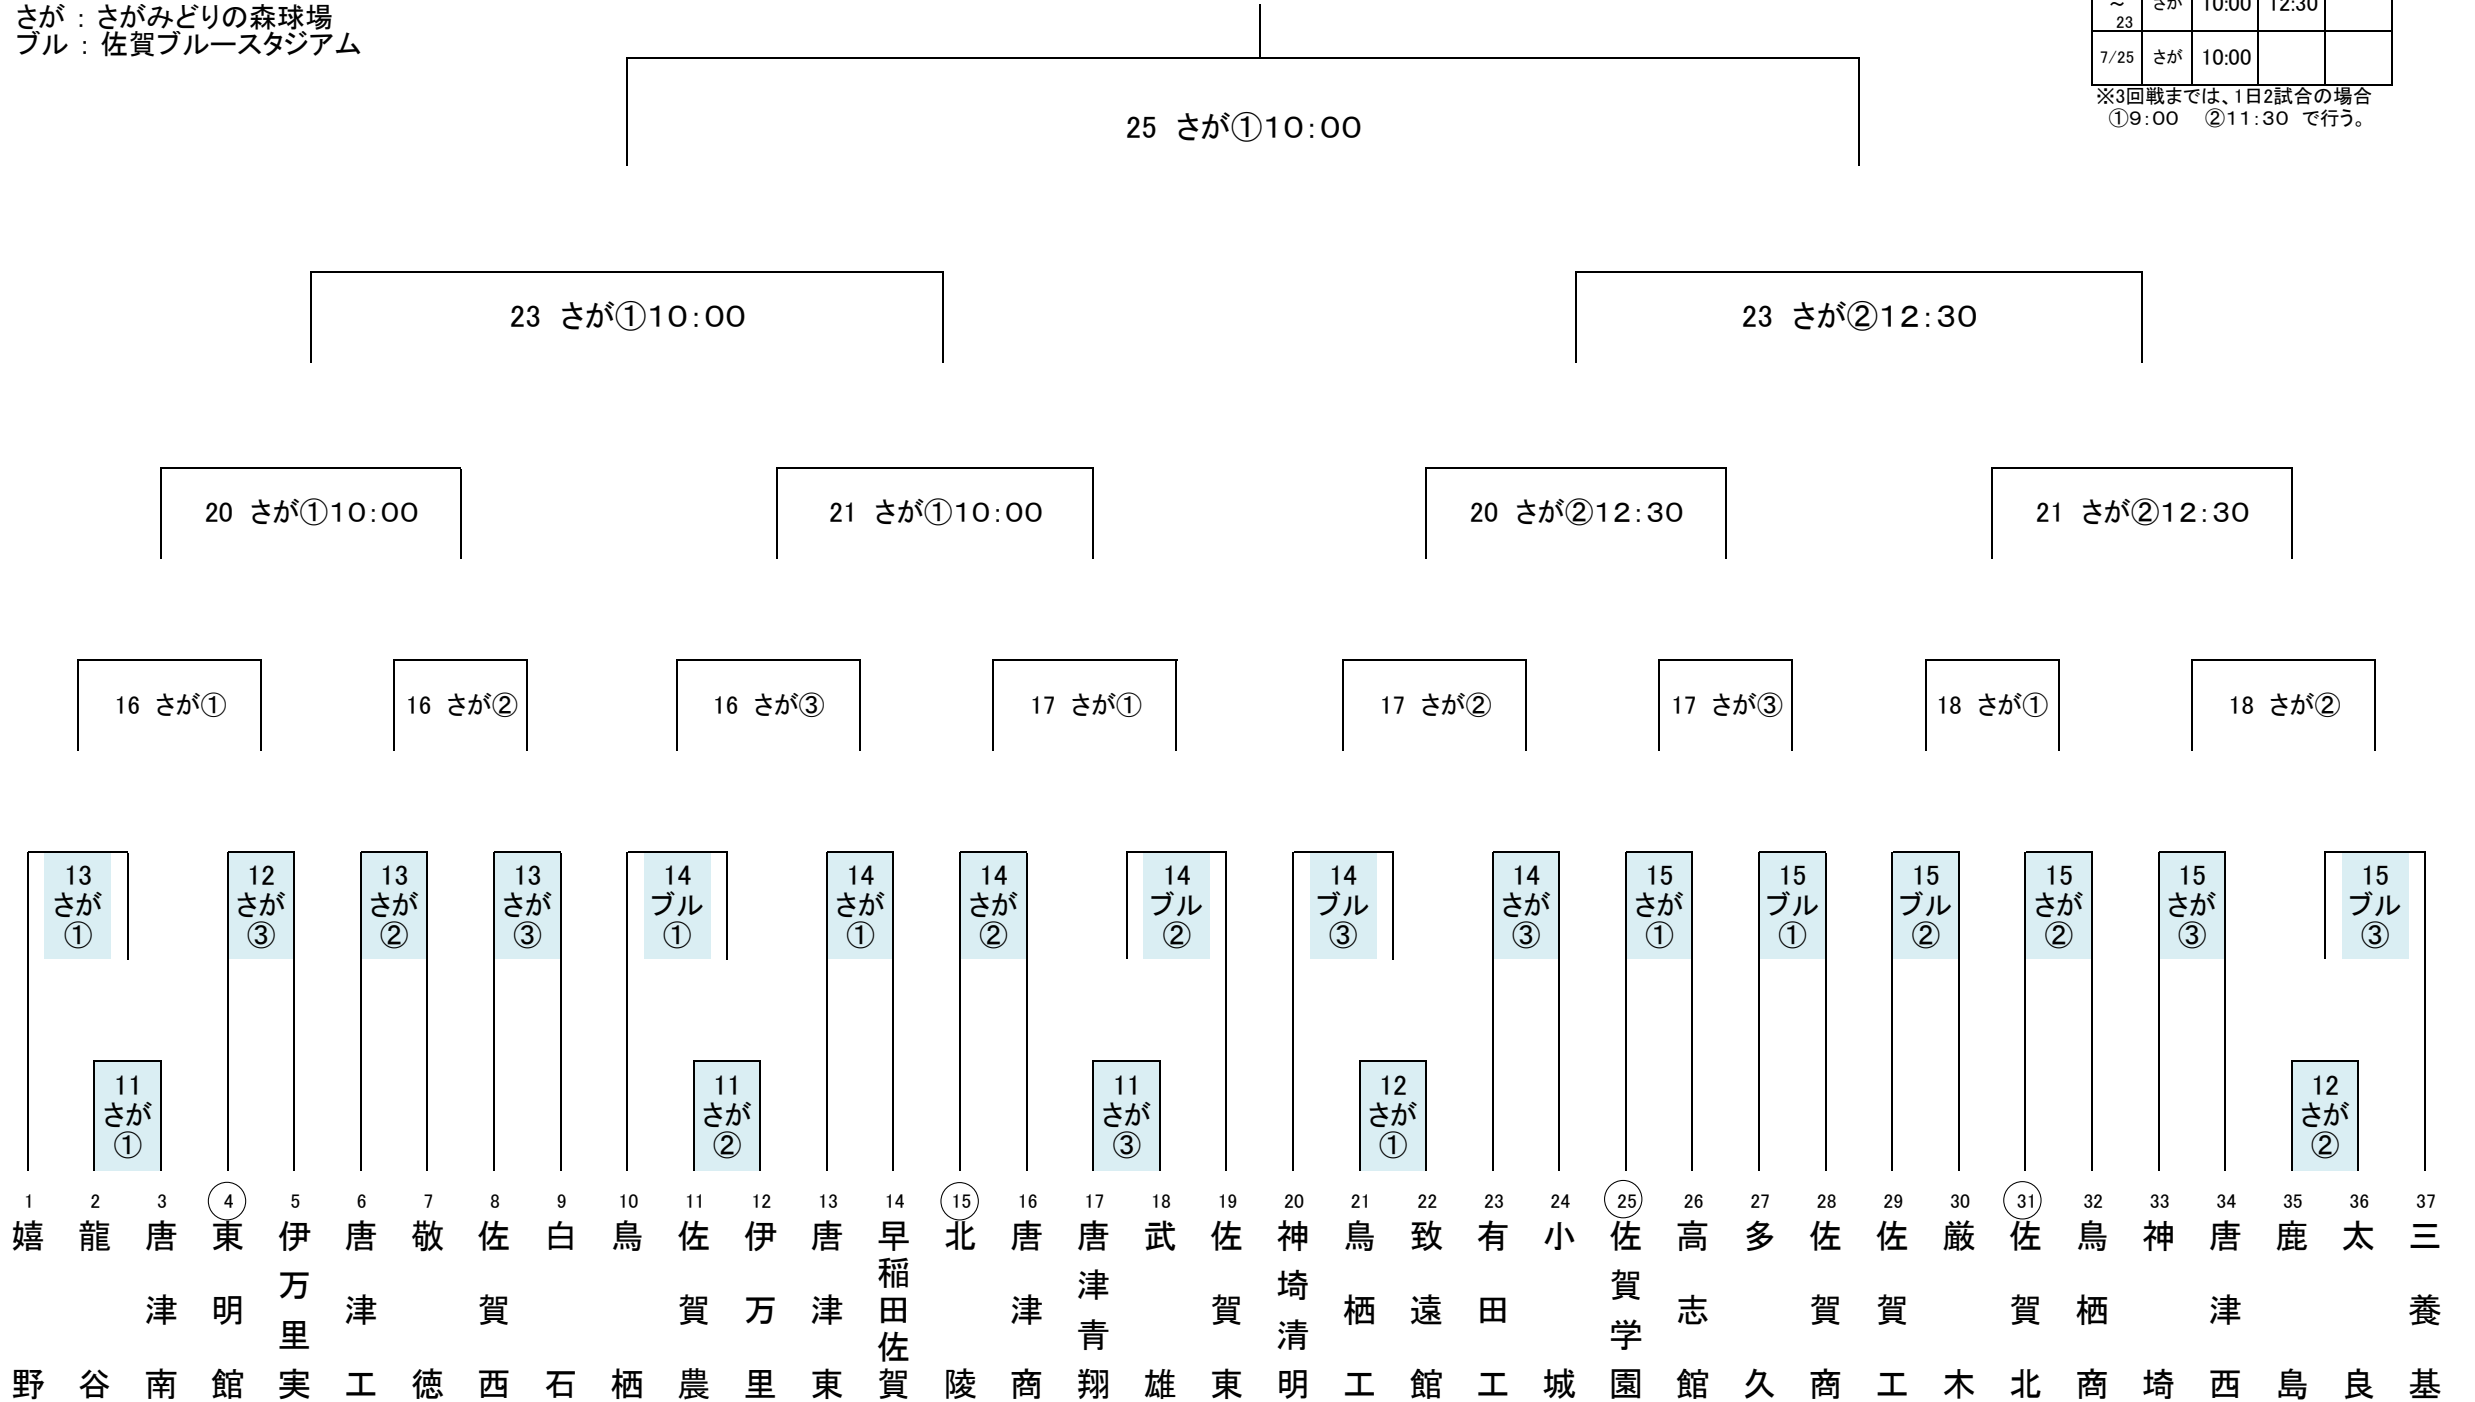 さが : さがみどりの森球場
ブル : 佐賀ブルースタジアム
～ 23 さが 10:00 12:30
7/25 さが 10:00
※3回戦までは、1日2試合の場合
①9:00 ②11:30 で行う。
25 さが①10:00
23 さが①10:00
23 さが②12:30
20 さが①10:00
21 さが①10:00
20 さが②12:30
21 さが②12:30
16 さが①
16 さが②
16 さが③
17 さが①
17 さが②
17 さが③
18 さが①
18 さが②
13 さが ①
12 さが ③
13 さが ②
13 さが ③
14 ブル ①
14 さが ①
14 さが ②
14 ブル ②
14 ブル ③
14 さが ③
15 さが ①
15 ブル ①
15 ブル ②
15 さが ②
15 さが ③
15 ブル ③
11 さが ①
11 さが ②
11 さが ③
12 さが ①
12 さが ②
1 嬉野
2 龍谷
3 唐津南
4 東明館
5 伊万里実
6 唐津工
7 敬徳
8 佐賀西
9 白石
10 鳥栖
11 佐賀農
12 伊万里
13 唐津東
14 早稲田佐賀
15 北陵
16 唐津商
17 唐津青翔
18 武雄
19 佐賀東
20 神埼清明
21 鳥栖工
22 致遠館
23 有田工
24 小城
25 佐賀学園
26 高志館
27 多久
28 佐賀商
29 佐賀工
30 厳木
31 佐賀北
32 鳥栖商
33 神埼
34 唐津西
35 鹿島
36 太良
37 三養基